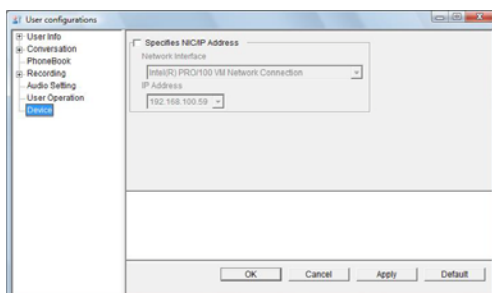 User configurations
User Info
Conversation
PhoneBook
Recording
Audio Setting
User Operation
Device
Specifies NIC/IP Address
Network Interface
Intel(R) PRO/100 VM Network Connection
IP Address
192.168.100.59
OK Cancel Apply Default